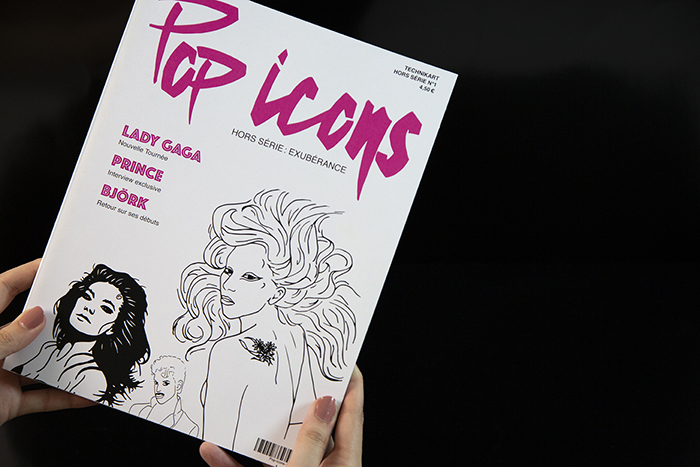 Pop icons
TECHNIKART
HORS SÉRIE N°1
4,50 €
HORS SÉRIE : EXUBÉRANCE
LADY GAGA
Nouvelle Tournée
PRINCE
Interview exclusive
BJÖRK
Retour sur ses débuts